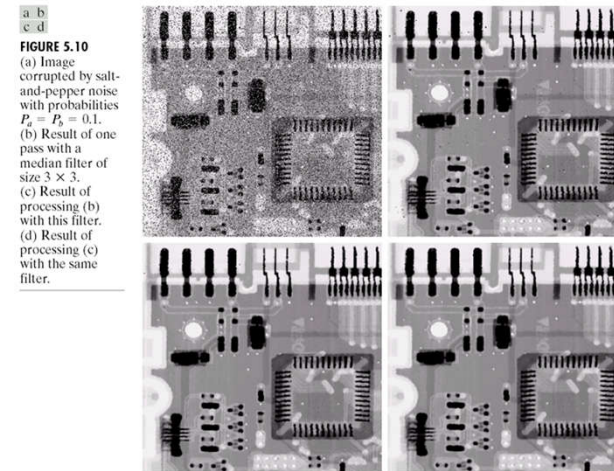 a b
c d
FIGURE 5.10
(a) Image
corrupted by salt-
and-pepper noise
with probabilities
Pa = Pb = 0.1.
(b) Result of one
pass with a
median filter of
size 3 × 3.
(c) Result of
processing (b)
with this filter.
(d) Result of
processing (c)
with the same
filter.